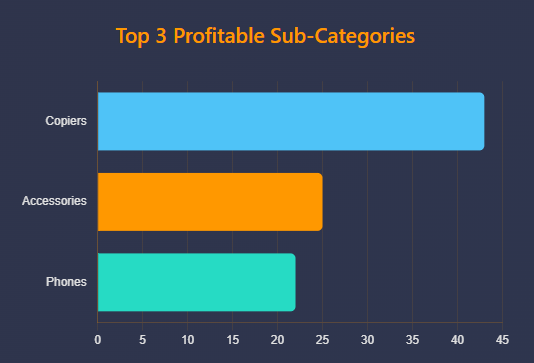 Top 3 Profitable Sub-Categories
Copiers
Accessories
Phones
0 5 10 15 20 25 30 35 40 45